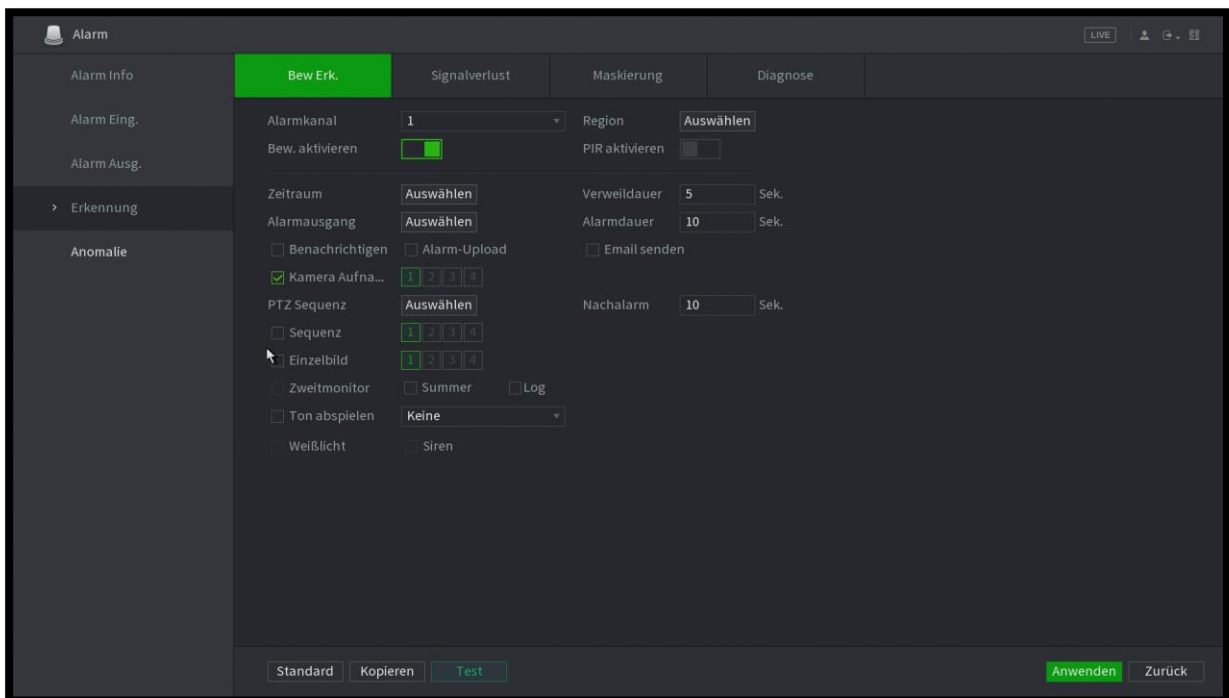 Alarm
LIVE
Alarm Info
Alarm Eing.
Alarm Ausg.
Erkennung
Anomalie
Bew Erk. Signalverlust Maskierung Diagnose
Alarmkanal 1 Region Auswählen
Bew. aktivieren PIR aktivieren
Zeitraum Auswählen Verweildauer 5 Sek.
Alarmausgang Auswählen Alarmdauer 10 Sek.
Benachrichtigen Alarm-Upload Email senden
Kamera Aufna... 1 2 3 4
PTZ Sequenz Auswählen Nachalarm 10 Sek.
Sequenz 1 2 3 4
Einzelbild 1 2 3 4
Zweitmonitor Summer Log
Ton abspielen Keine
Weißlicht Siren
Standard Kopieren Test Anwenden Zurück